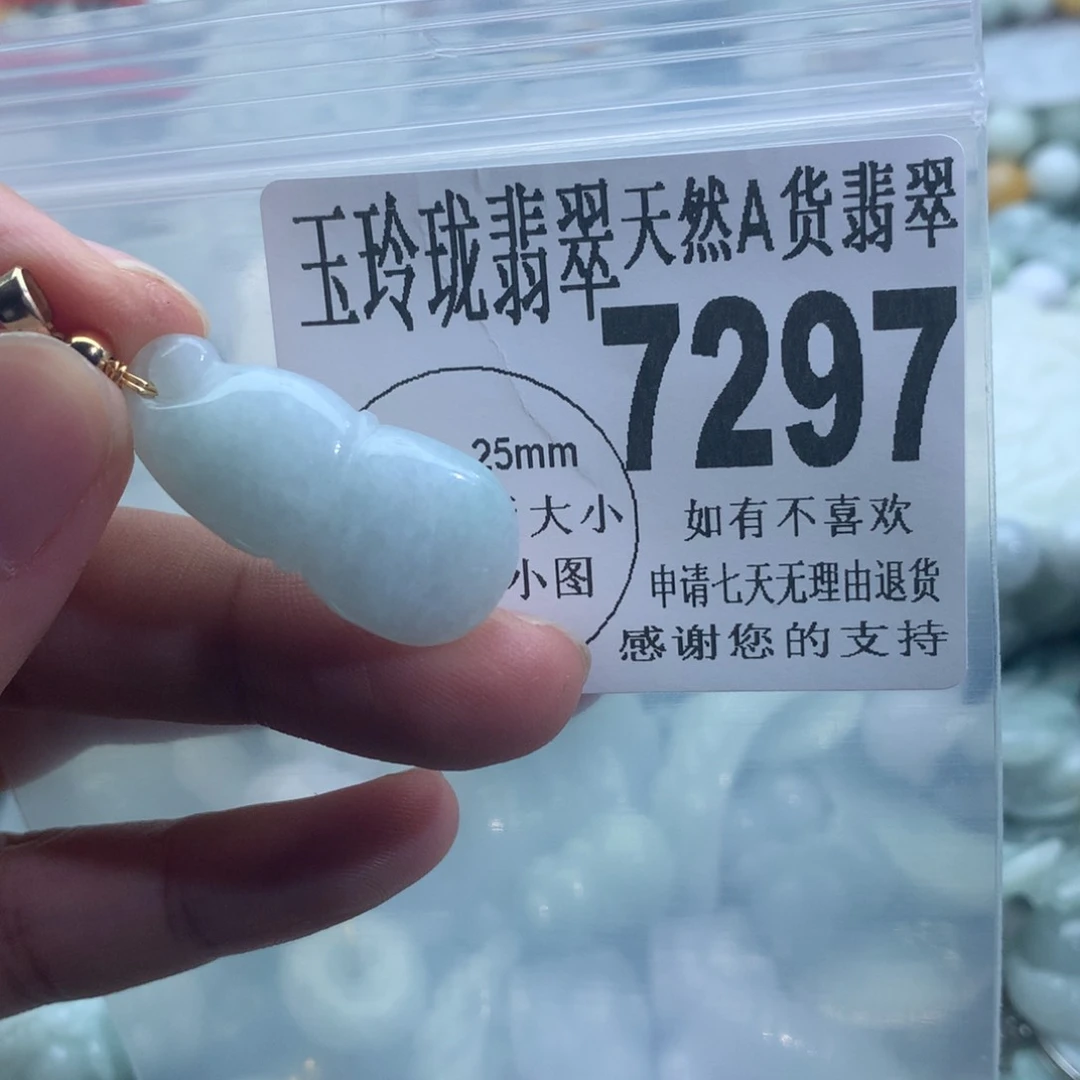 玉玲珑翡翠天然A货翡翠
7297
25mm
大小
小图
如有不喜欢
申请七天无理由退货
感谢您的支持